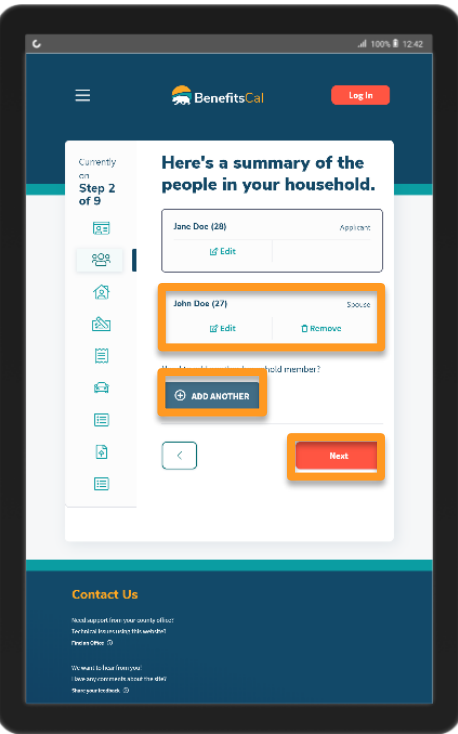 100% 12:42
BenefitsCal
Log In
Currently
on
Step 2
of 9
Here's a summary of the
people in your household.
Jane Doe (28) Applicant
Edit
John Doe (27) Spouse
Edit Remove
member?
ADD ANOTHER
Next
Contact Us
Need support from your county office?
Technical issues using this website?
Find an Office
We want to hear from you!
Have any comments about the site?
Share your feedback